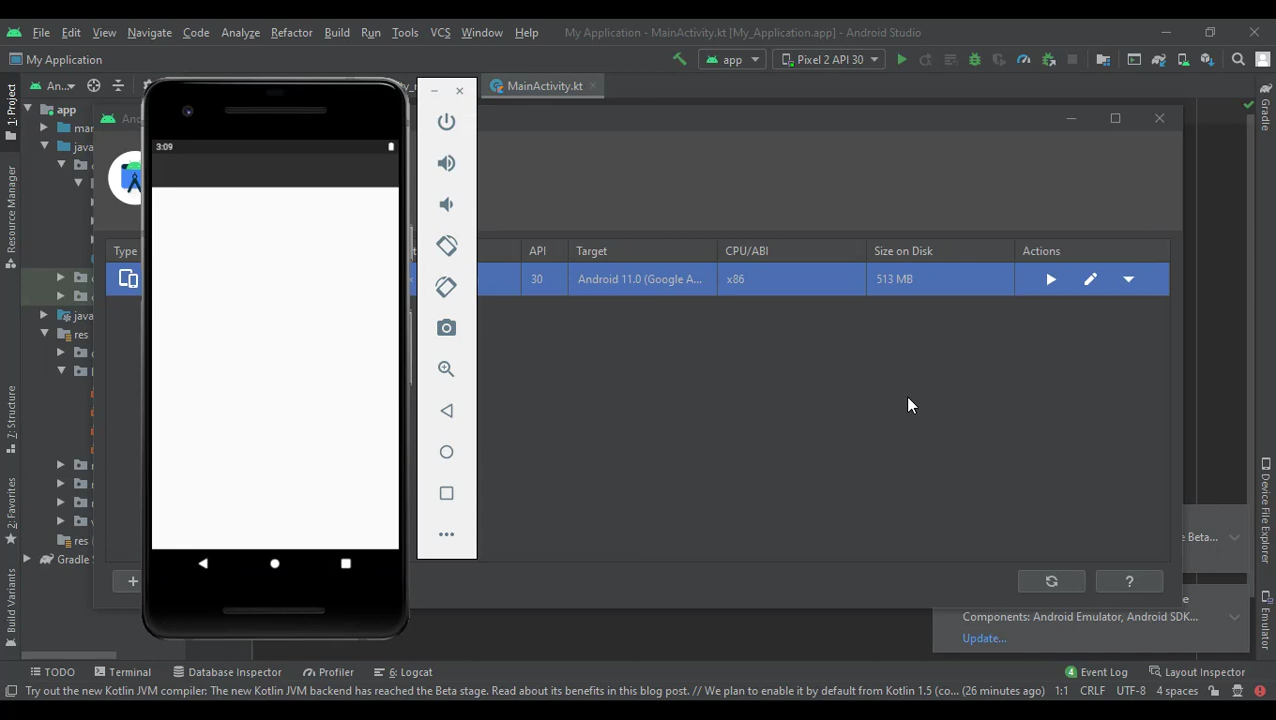 File Edit View Navigate Code Analyze Refactor Build Run Tools VCS Window Help My Application - MainActivity.kt [My_Application.app] - Android Studio
My Application app Pixel 2 API 30
An... MainActivity.kt
1: Project
Resource Manager
7: Structure
2: Favorites
Build Variants
app
java
java
res
res
Gradle
3:09
Type API Target CPU/ABI Size on Disk Actions
30 Android 11.0 (Google A... x86 513 MB
+ ?
Beta...
Components: Android Emulator, Android SDK...
Update...
Gradle
Device File Explorer
Emulator
TODO Terminal Database Inspector Profiler 6: Logcat 4 Event Log Layout Inspector
Try out the new Kotlin JVM compiler: The new Kotlin JVM backend has reached the Beta stage. Read about its benefits in this blog post. // We plan to enable it by default from Kotlin 1.5 (co... (26 minutes ago) 1:1 CRLF UTF-8 4 spaces